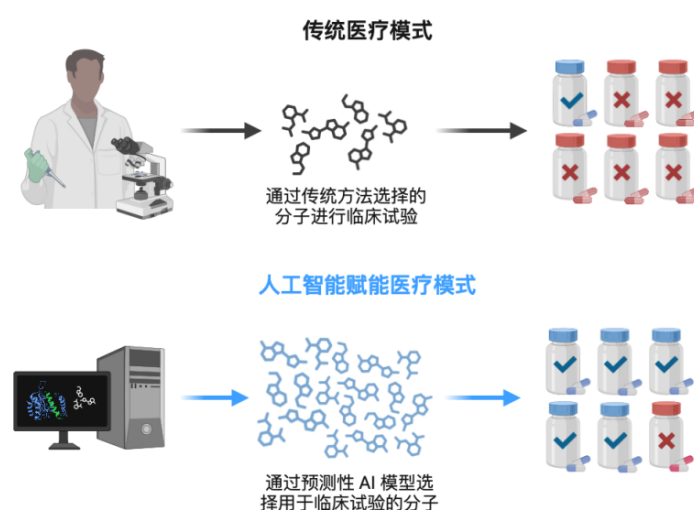 传统医疗模式
通过传统方法选择的
分子进行临床试验
人工智能赋能医疗模式
通过预测性 AI 模型选
择用于临床试验的分子